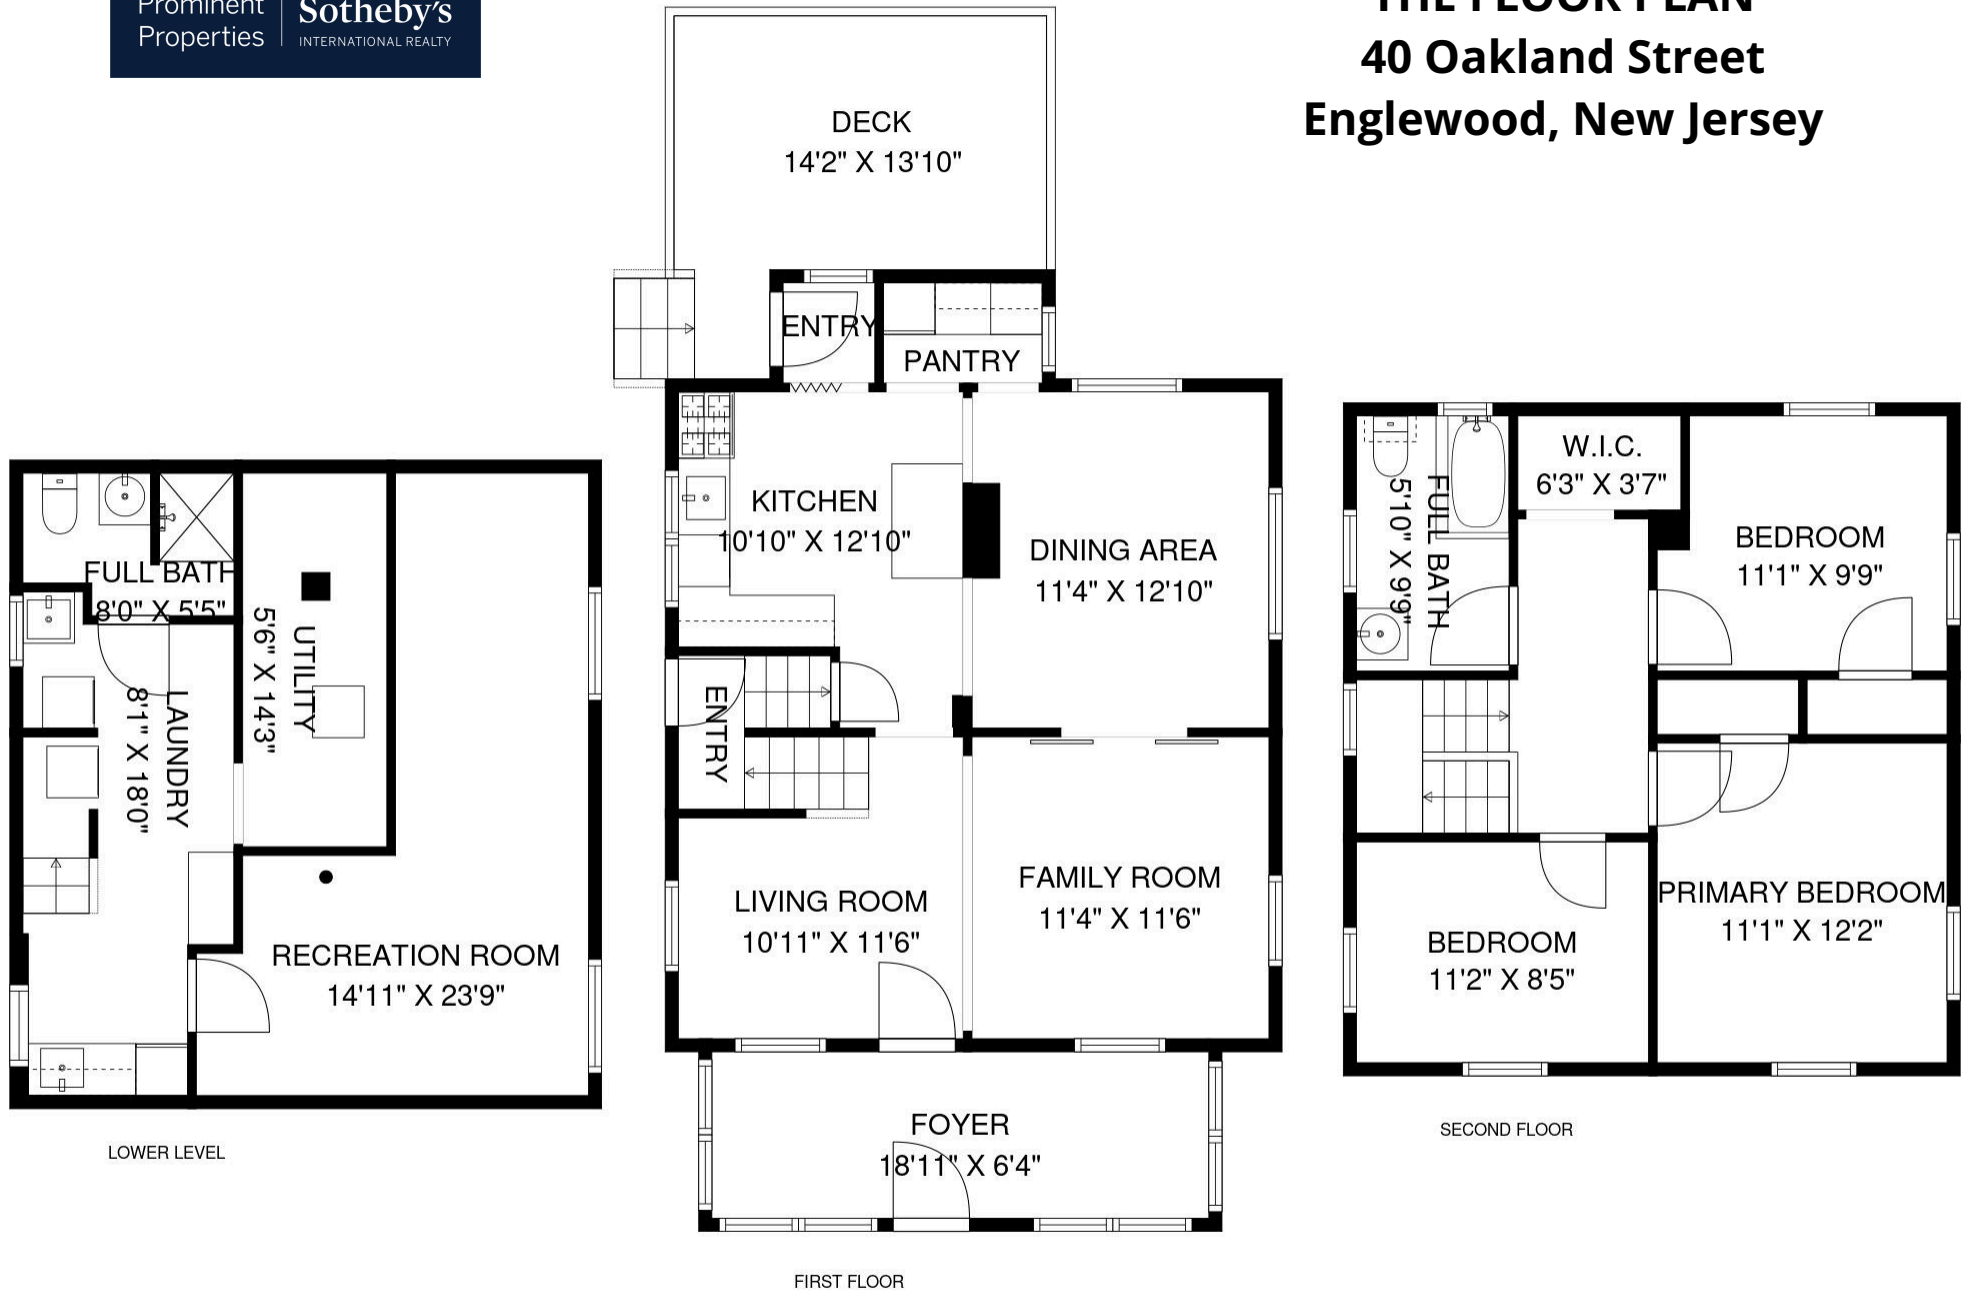 Prominent
Properties
Sotheby's
INTERNATIONAL REALTY
THE FLOOR PLAN
40 Oakland Street
Englewood, New Jersey
DECK
14'2" X 13'10"
ENTRY
PANTRY
KITCHEN
10'10" X 12'10"
DINING AREA
11'4" X 12'10"
ENTRY
LIVING ROOM
10'11" X 11'6"
FAMILY ROOM
11'4" X 11'6"
FOYER
18'11" X 6'4"
FIRST FLOOR
FULL BATH
8'0" X 5'5"
UTILITY
5'6" X 14'3"
LAUNDRY
8'1" X 18'0"
RECREATION ROOM
14'11" X 23'9"
LOWER LEVEL
FULL BATH
5'10" X 9'9"
W.I.C.
6'3" X 3'7"
BEDROOM
11'1" X 9'9"
PRIMARY BEDROOM
11'1" X 12'2"
BEDROOM
11'2" X 8'5"
SECOND FLOOR